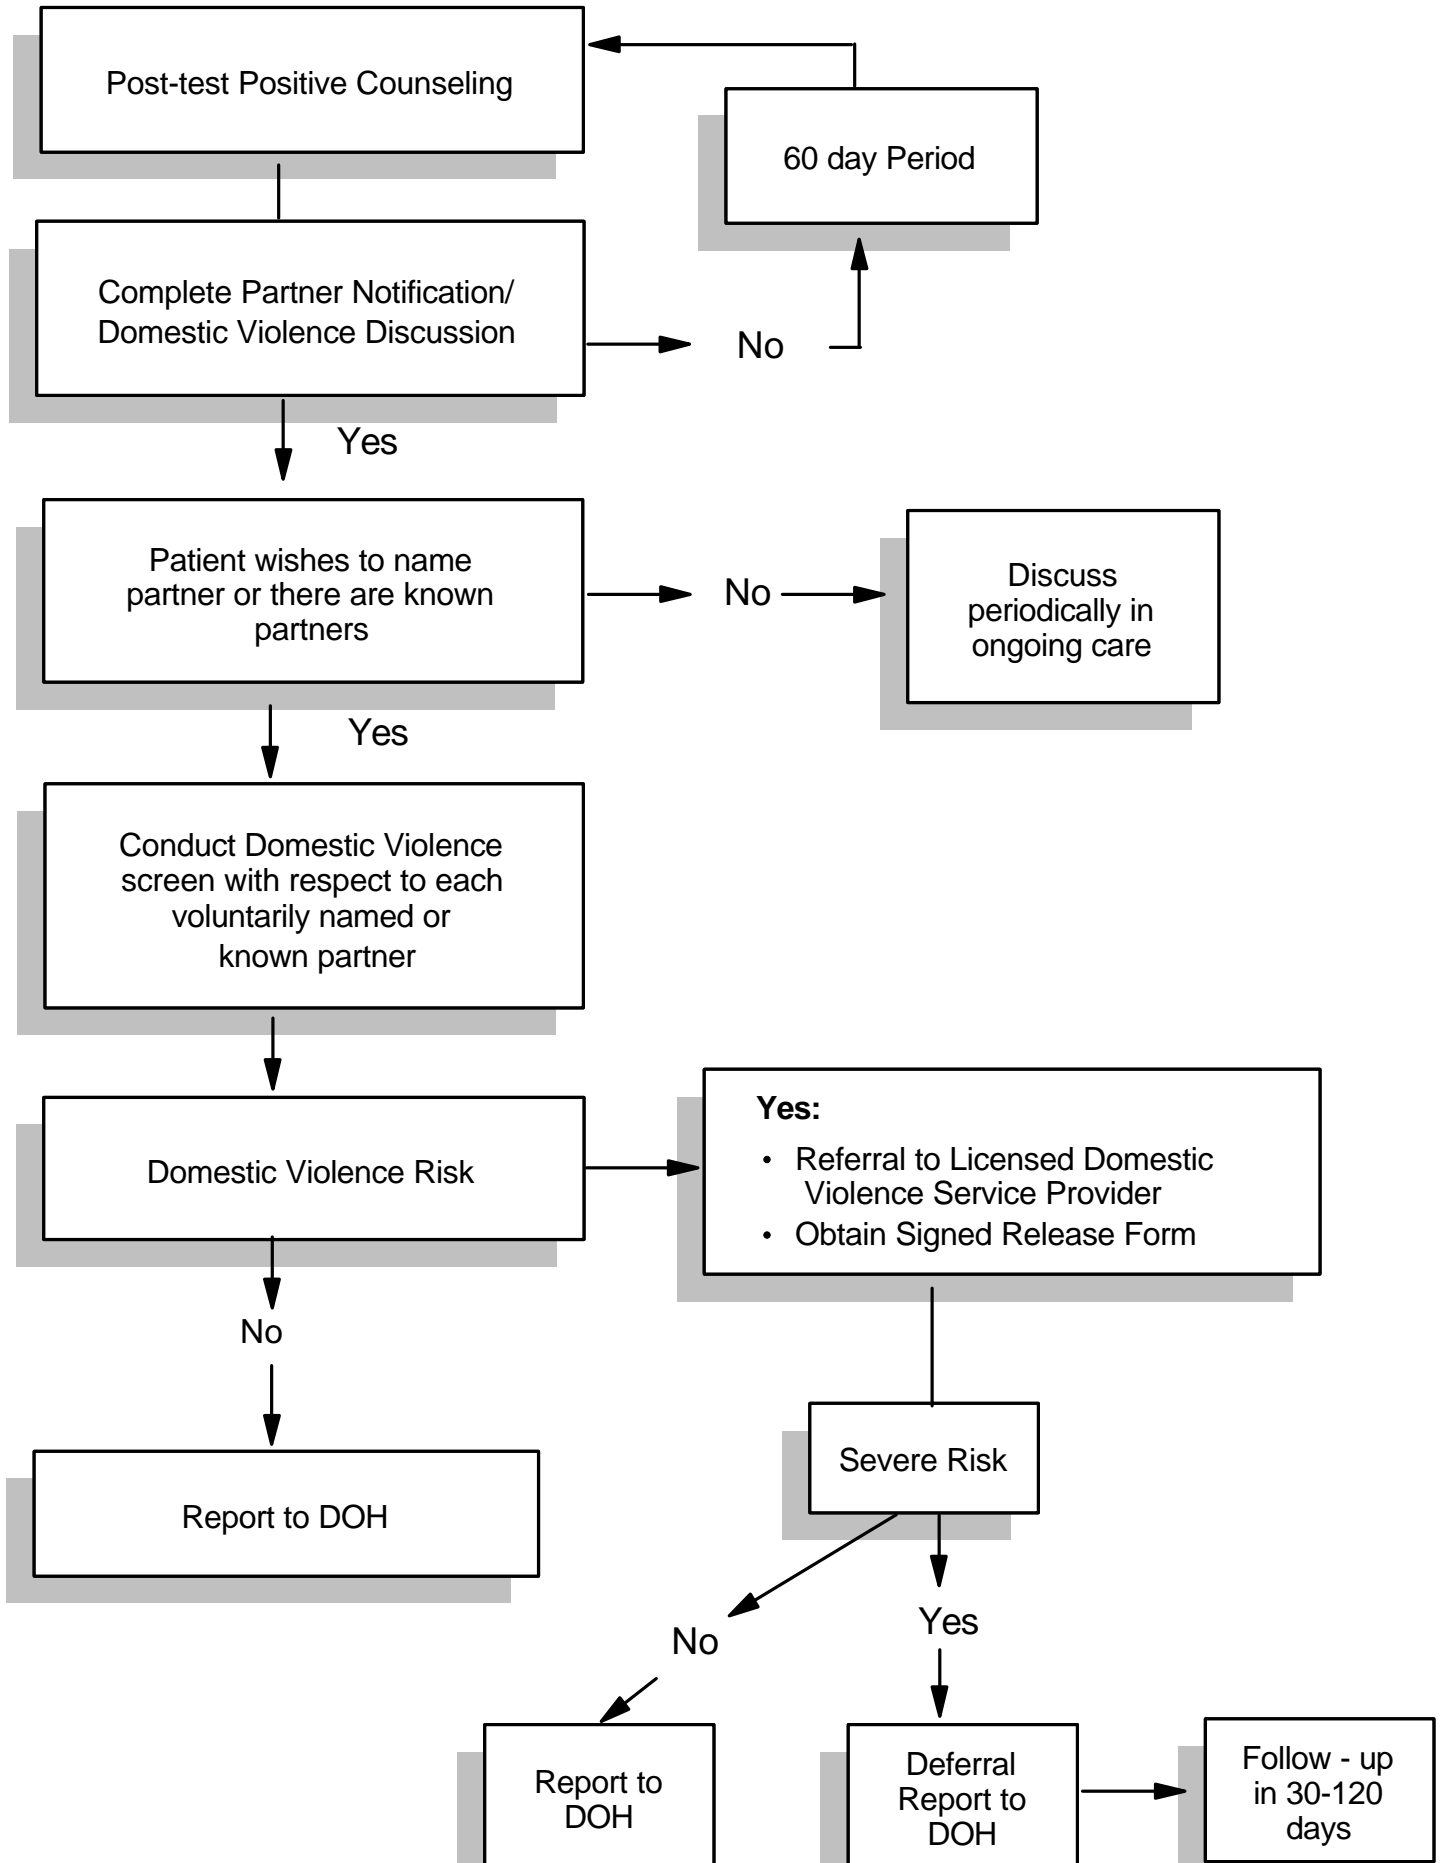 Post-test Positive Counseling
60 day Period
Complete Partner Notification/
Domestic Violence Discussion
No
Yes
Patient wishes to name
partner or there are known
partners
No
Discuss
periodically in
ongoing care
Yes
Conduct Domestic Violence
screen with respect to each
voluntarily named or
known partner
Domestic Violence Risk
Yes:
• Referral to Licensed Domestic
Violence Service Provider
• Obtain Signed Release Form
No
Report to DOH
Severe Risk
No
Yes
Report to
DOH
Deferral
Report to
DOH
Follow - up
in 30-120
days